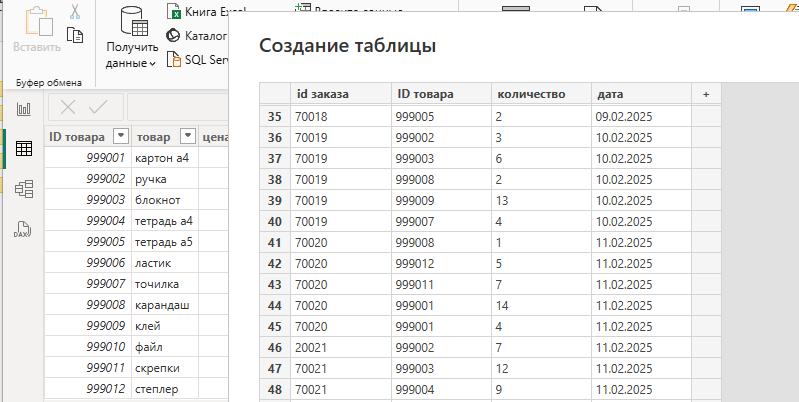 Вставить
Буфер обмена
Получить
данные
Книга Excel
Каталог
SQL Serv
Создание таблицы
ID товара товар цена
999001 картон а4
999002 ручка
999003 блокнот
999004 тетрадь а4
999005 тетрадь а5
999006 ластик
999007 точилка
999008 карандаш
999009 клей
999010 файл
999011 скрепки
999012 степлер
DAX
id заказа ID товара количество дата +
35 70018 999005 2 09.02.2025
36 70019 999002 3 10.02.2025
37 70019 999003 6 10.02.2025
38 70019 999008 2 10.02.2025
39 70019 999009 13 10.02.2025
40 70019 999007 4 10.02.2025
41 70020 999008 1 11.02.2025
42 70020 999012 5 11.02.2025
43 70020 999011 7 11.02.2025
44 70020 999001 14 11.02.2025
45 70020 999001 4 11.02.2025
46 20021 999002 7 11.02.2025
47 70021 999003 12 11.02.2025
48 70021 999004 9 11.02.2025